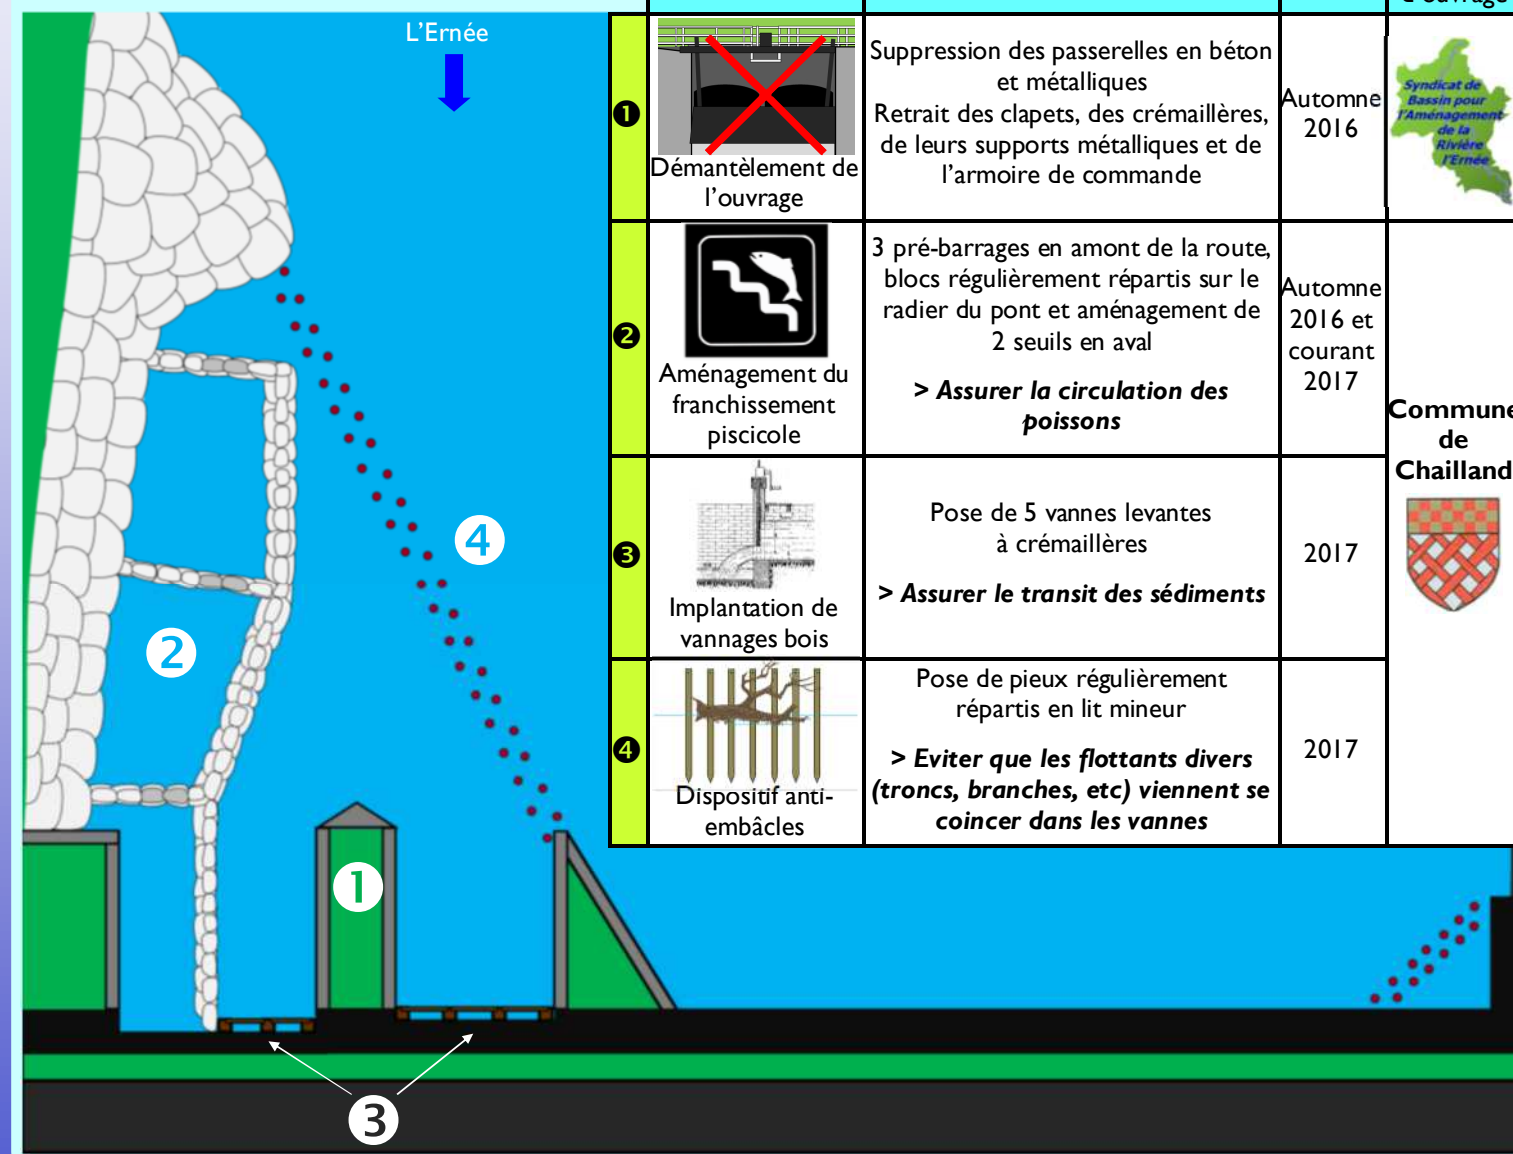 d'ouvrage
L'Ernée
❶
Démantèlement de
l'ouvrage
Suppression des passerelles en béton
et métalliques
Retrait des clapets, des crémaillères,
de leurs supports métalliques et de
l'armoire de commande
Automne
2016
Syndicat de
Bassin pour
l'Aménagement
de la
Rivière
l'Ernée
❷
Aménagement du
franchissement
piscicole
3 pré-barrages en amont de la route,
blocs régulièrement répartis sur le
radier du pont et aménagement de
2 seuils en aval
> Assurer la circulation des
poissons
Automne
2016 et
courant
2017
Commune
de
Chailland
❸
Implantation de
vannages bois
Pose de 5 vannes levantes
à crémaillères
> Assurer le transit des sédiments
2017
❹
Dispositif anti-
embâcles
Pose de pieux régulièrement
répartis en lit mineur
> Eviter que les flottants divers
(troncs, branches, etc) viennent se
coincer dans les vannes
2017
4
2
1
3